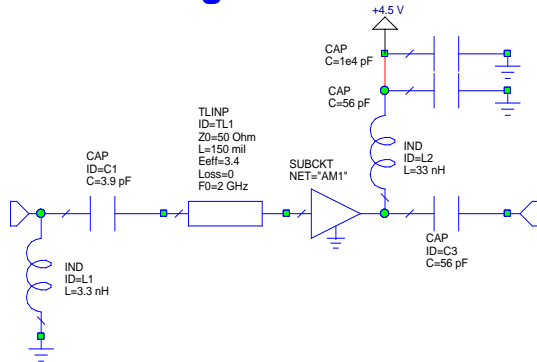 +4.5 V
CAP
C=1e4 pF
CAP
C=56 pF
TLINP
ID=TL1
Z0=50 Ohm
L=150 mil
Eeff=3.4
Loss=0
F0=2 GHz
IND
ID=L2
L=33 nH
SUBCKT
NET="AM1"
CAP
ID=C1
C=3.9 pF
CAP
ID=C3
C=56 pF
IND
ID=L1
L=3.3 nH